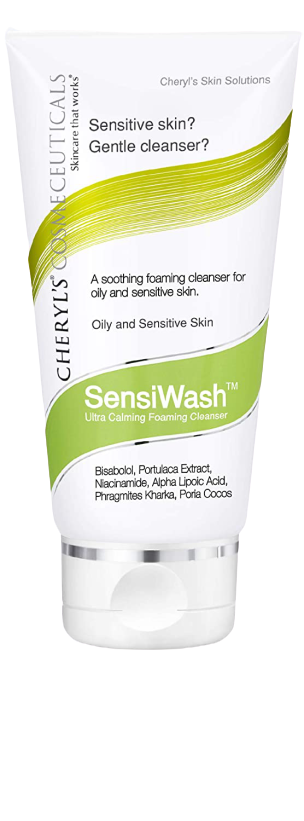 Cheryl's Skin Solutions
CHERYL'S® COSMECEUTICALS
Skincare that works®
Sensitive skin?
Gentle cleanser?
A soothing foaming cleanser for
oily and sensitive skin.
Oily and Sensitive Skin
SensiWash™
Ultra Calming Foaming Cleanser
Bisabolol, Portulaca Extract,
Niacinamide, Alpha Lipoic Acid,
Phragmites Kharka, Poria Cocos